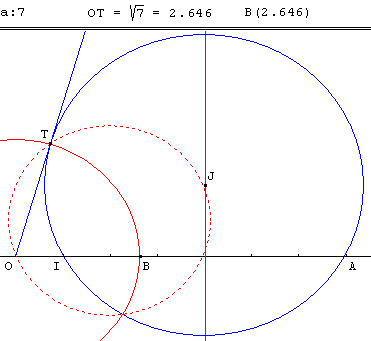 a:7 OT = √7 = 2.646 B(2.646)
T
J
O I B A